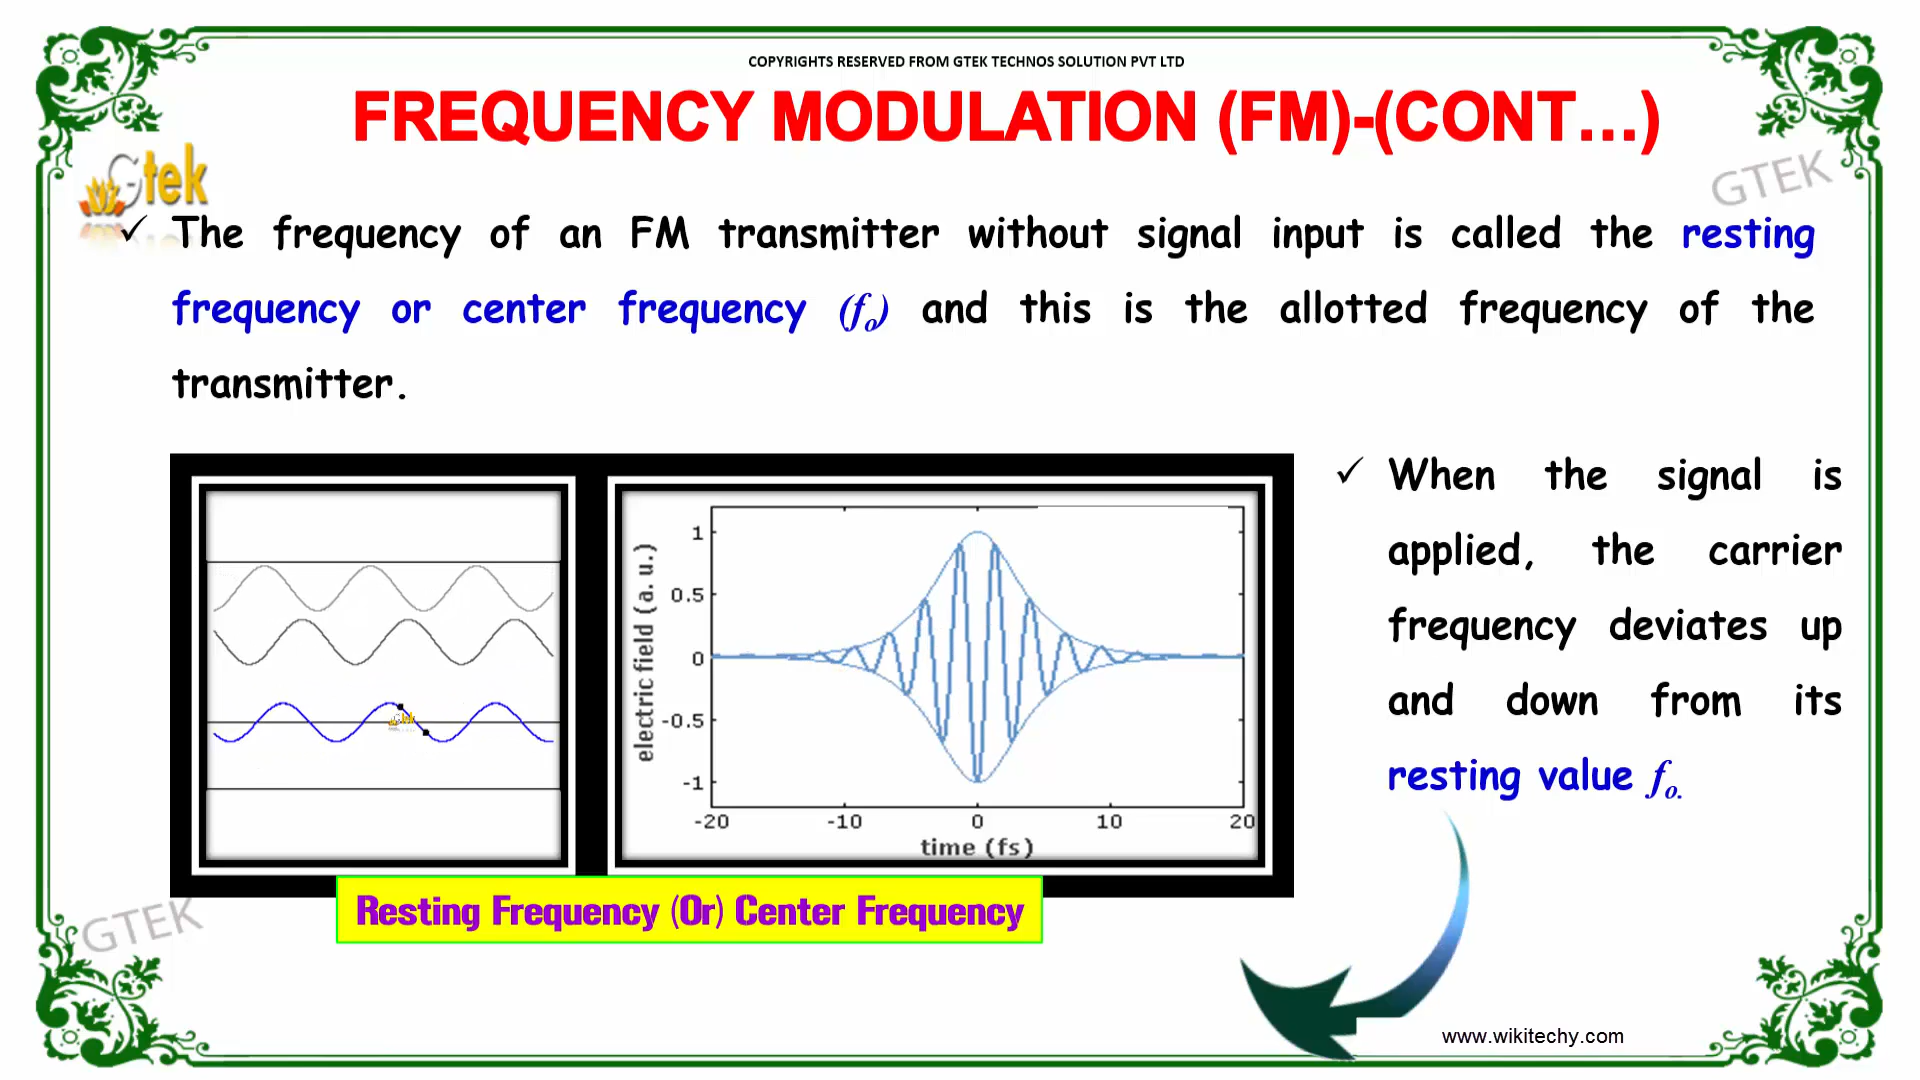 COPYRIGHTS RESERVED FROM GTEK TECHNOS SOLUTION PVT LTD
FREQUENCY MODULATION (FM)-(CONT...)
Gtek
GTEK
✓ The frequency of an FM transmitter without signal input is called the resting
frequency or center frequency (fo) and this is the allotted frequency of the
transmitter.
✓ When the signal is
applied, the carrier
frequency deviates up
and down from its
resting value fo.
electric field (a. u.)
1
0.5
0
-0.5
-1
-20 -10 0 10 20
time (fs)
Resting Frequency (Or) Center Frequency
GTEK
www.wikitechy.com